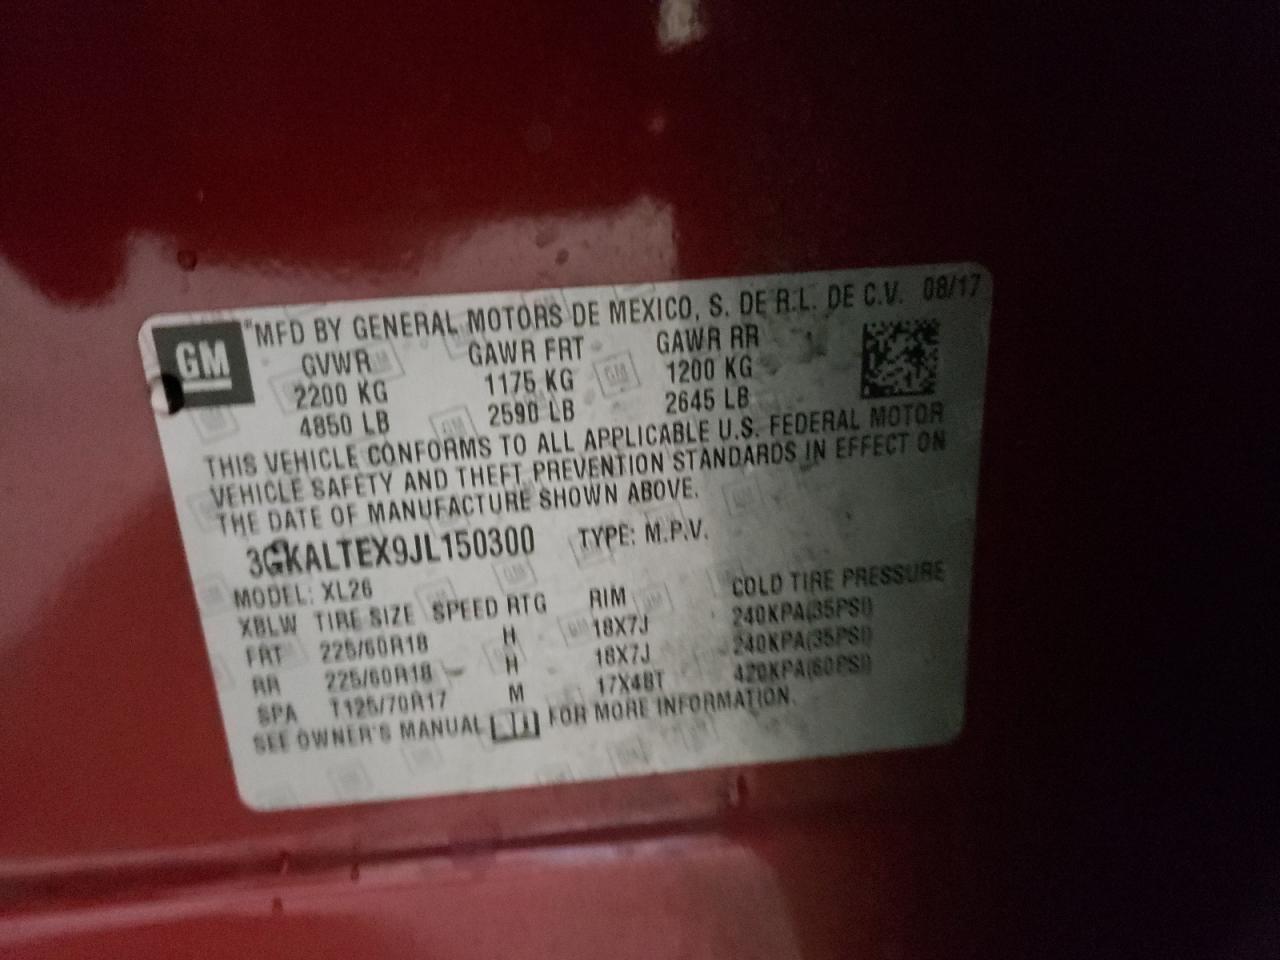 GM
MFD BY GENERAL MOTORS DE MEXICO, S. DE R.L. DE C.V. 08/17
GVWR GAWR FRT GAWR RR
2200 KG 1175 KG 1200 KG
4850 LB 2590 LB 2645 LB
THIS VEHICLE CONFORMS TO ALL APPLICABLE U.S. FEDERAL MOTOR
VEHICLE SAFETY AND THEFT PREVENTION STANDARDS IN EFFECT ON
THE DATE OF MANUFACTURE SHOWN ABOVE.
3GKALTEX9JL150300 TYPE: M.P.V.
MODEL: XL26
XBLW TIRE SIZE SPEED RTG RIM COLD TIRE PRESSURE
FRT 225/60R18 H 18X7J 240KPA(35PSI)
RR 225/60R18 H 18X7J 240KPA(35PSI)
SPA T125/70R17 M 17X4BT 420KPA(60PSI)
SEE OWNER'S MANUAL FOR MORE INFORMATION.